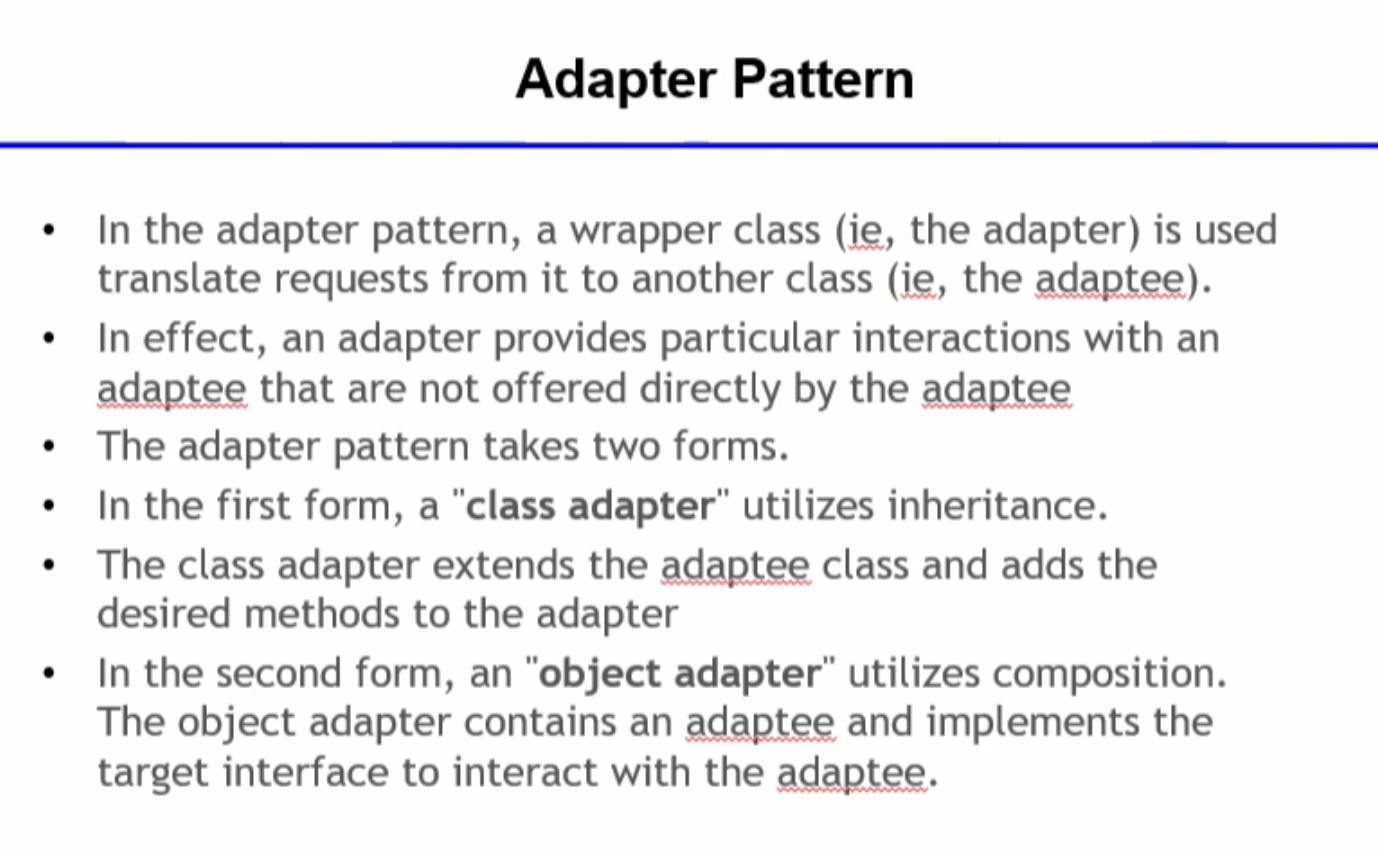 Adapter Pattern
• In the adapter pattern, a wrapper class (ie, the adapter) is used
translate requests from it to another class (ie, the adaptee).
• In effect, an adapter provides particular interactions with an
adaptee that are not offered directly by the adaptee
• The adapter pattern takes two forms.
• In the first form, a "class adapter" utilizes inheritance.
• The class adapter extends the adaptee class and adds the
desired methods to the adapter
• In the second form, an "object adapter" utilizes composition.
The object adapter contains an adaptee and implements the
target interface to interact with the adaptee.